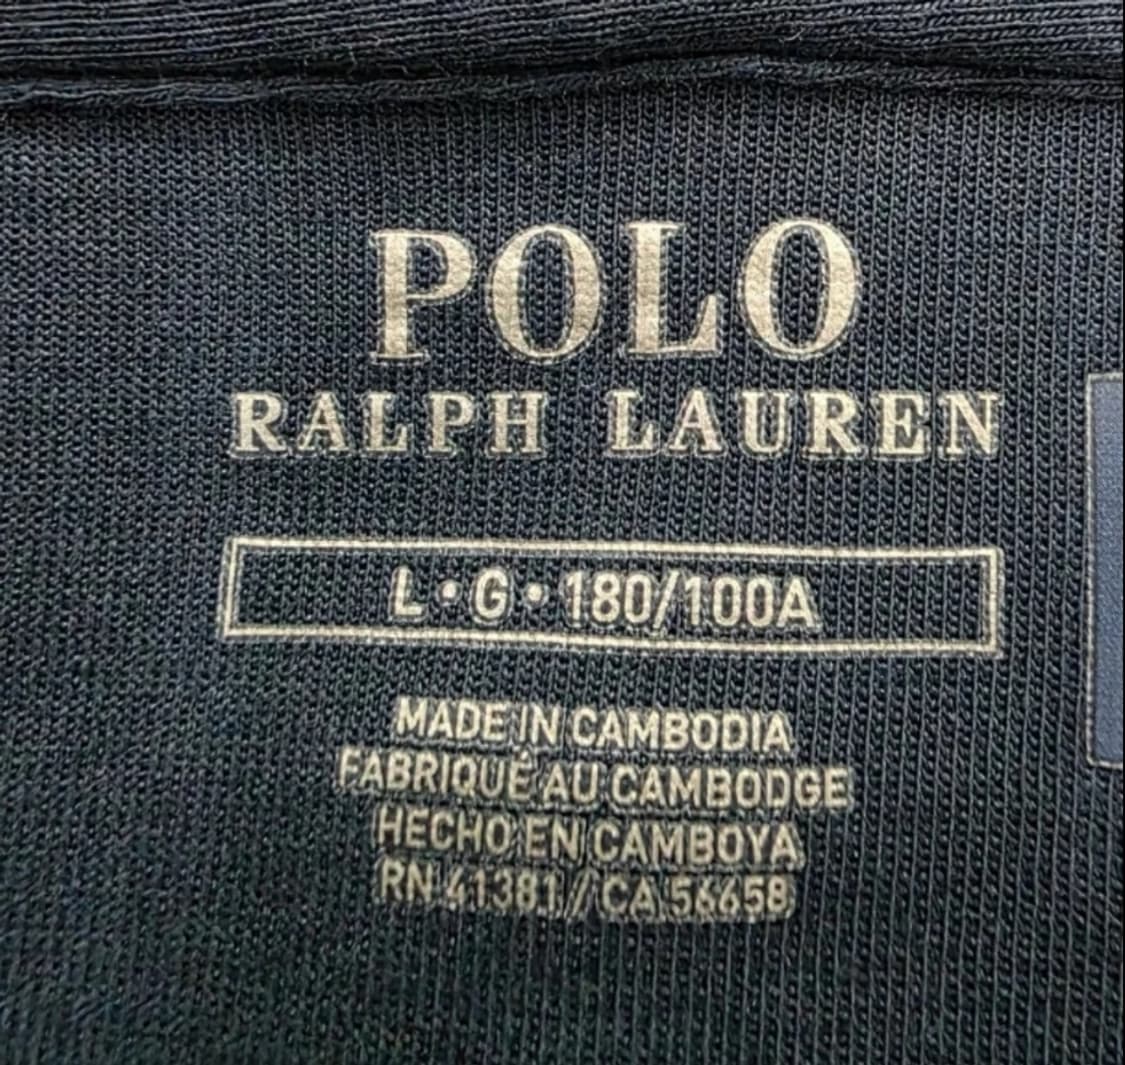 POLO
RALPH LAUREN
L • G • 180/100A
MADE IN CAMBODIA
FABRIQUÉ AU CAMBODGE
HECHO EN CAMBOYA
RN 41381 // CA 56658